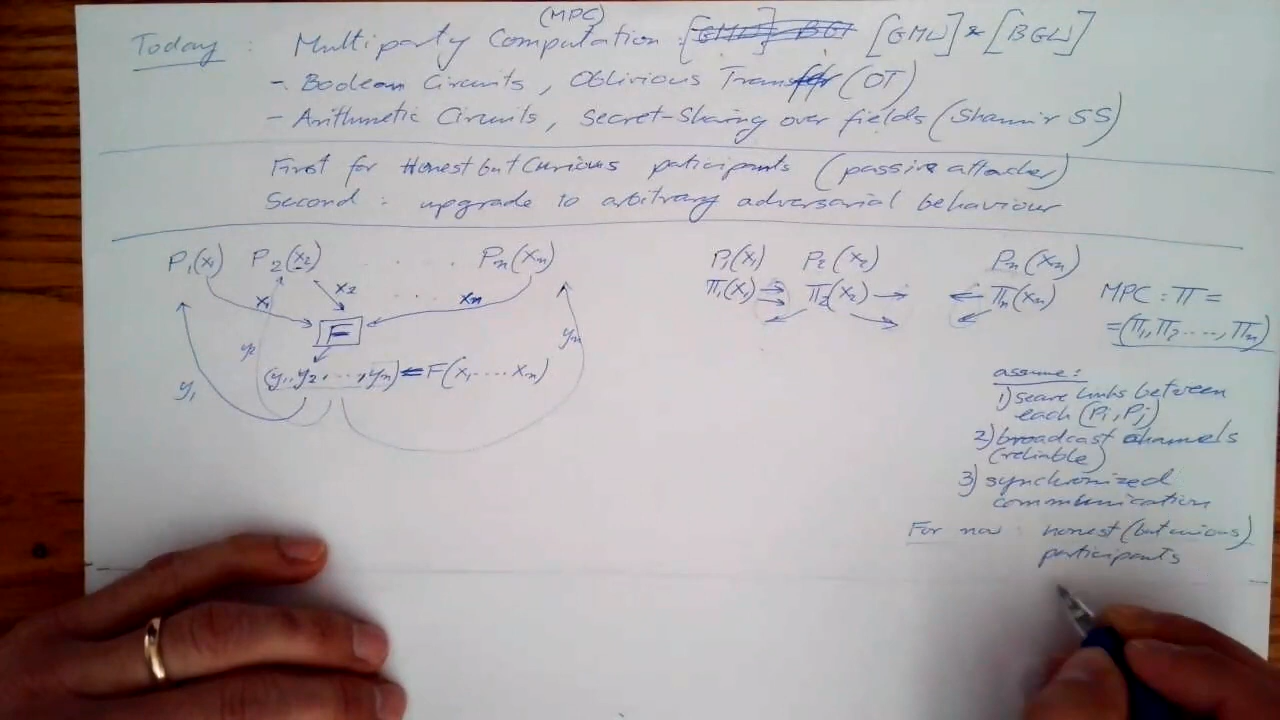 (MPC)
Today : Multiparty Computation : [GMW] & [BGW]
- Boolean Circuits, Oblivious Transfer (OT)
- Arithmetic Circuits, Secret-Sharing over fields (Shamir SS)
First for Honest but Curious participants (passive attacker)
Second : upgrade to arbitrary adversarial behaviour
P₁(x₁) P₂(x₂) . . . Pₙ(xₙ)
x₁ x₂ . . . xₙ
F
y₁ y₂ yₙ
(y₁,y₂,...,yₙ) = F(x₁....xₙ)
P₁(x₁) P₂(x₂) Pₙ(xₙ)
Π₁(x₁) Π₂(x₂) Πₙ(xₙ)
MPC : Π =
=(Π₁,Π₂....,Πₙ)
assume:
1) secure links between
each (Pᵢ, Pⱼ)
2) broadcast channels
(reliable)
3) synchronized
communication
For now : honest (but curious)
participants